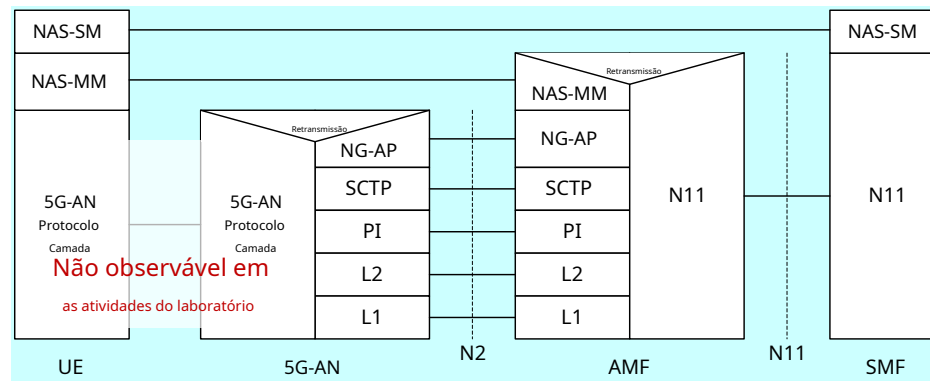 NAS-SM
NAS-SM
NAS-MM
Retransmissão
NAS-MM
Retransmissão
NG-AP
NG-AP
5G-AN
Protocolo
Camada
5G-AN
Protocolo
Camada
SCTP
SCTP
N11
N11
PI
PI
Não observável em
as atividades do laboratório
L2
L2
L1
L1
UE
5G-AN
N2
AMF
N11
SMF